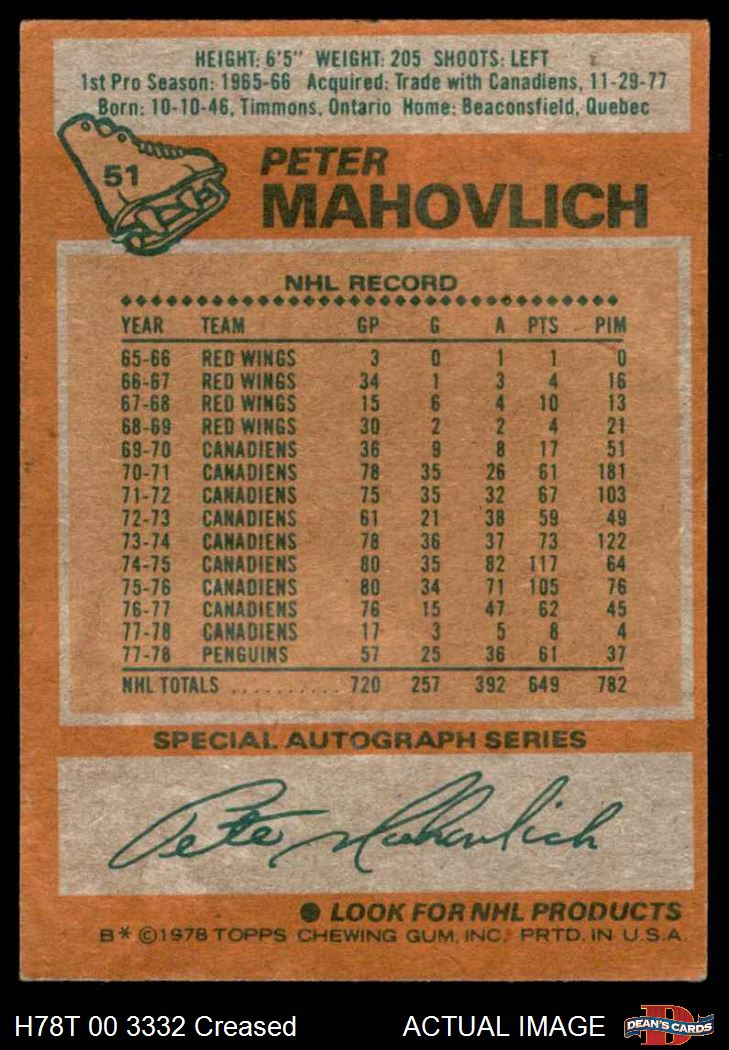 HEIGHT: 6'5" WEIGHT: 205 SHOOTS: LEFT
1st Pro Season: 1965-66 Acquired: Trade with Canadiens, 11-29-77
Born: 10-10-46, Timmons, Ontario Home: Beaconsfield, Quebec
51
PETER
MAHOVLICH
NHL RECORD
YEAR TEAM GP G A PTS PIM
65-66 RED WINGS 3 0 1 1 0
66-67 RED WINGS 34 1 3 4 16
67-68 RED WINGS 15 6 4 10 13
68-69 RED WINGS 30 2 2 4 21
69-70 CANADIENS 36 9 8 17 51
70-71 CANADIENS 78 35 26 61 181
71-72 CANADIENS 75 35 32 67 103
72-73 CANADIENS 61 21 38 59 49
73-74 CANADIENS 78 36 37 73 122
74-75 CANADIENS 80 35 82 117 64
75-76 CANADIENS 80 34 71 105 76
76-77 CANADIENS 76 15 47 62 45
77-78 CANADIENS 17 3 5 8 4
77-78 PENGUINS 57 25 36 61 37
NHL TOTALS .......... 720 257 392 649 782
SPECIAL AUTOGRAPH SERIES
Pete Mahovlich
● LOOK FOR NHL PRODUCTS
B* ©1978 TOPPS CHEWING GUM, INC. PRTD. IN U.S.A.
H78T 00 3332 Creased ACTUAL IMAGE
DEAN'S CARDS